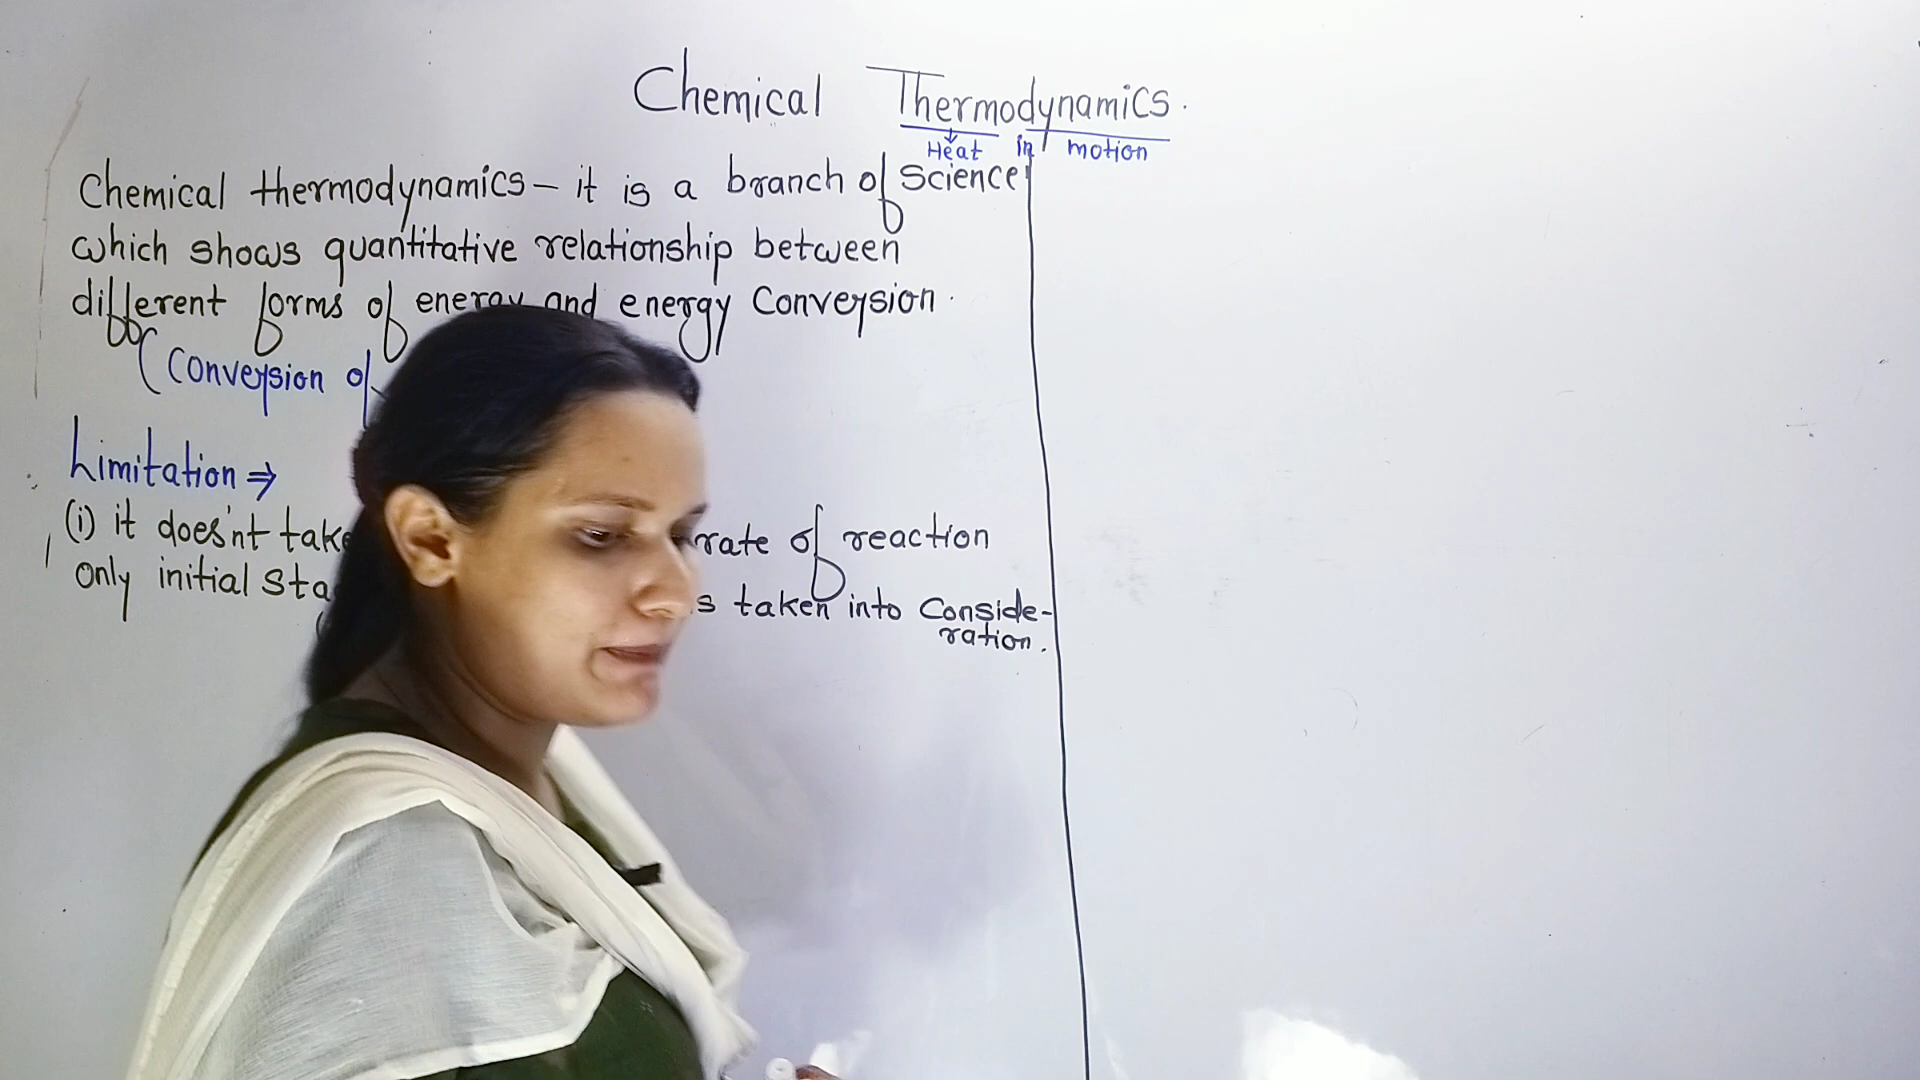 Chemical Thermodynamics.
Heat in motion
Chemical thermodynamics – it is a branch of Science
which shows quantitative relationship between
different forms of energy and energy Conversion.
(Conversion of
Limitation ⇒
(i) it does'nt take rate of reaction
only initial taken into Conside-
ration.